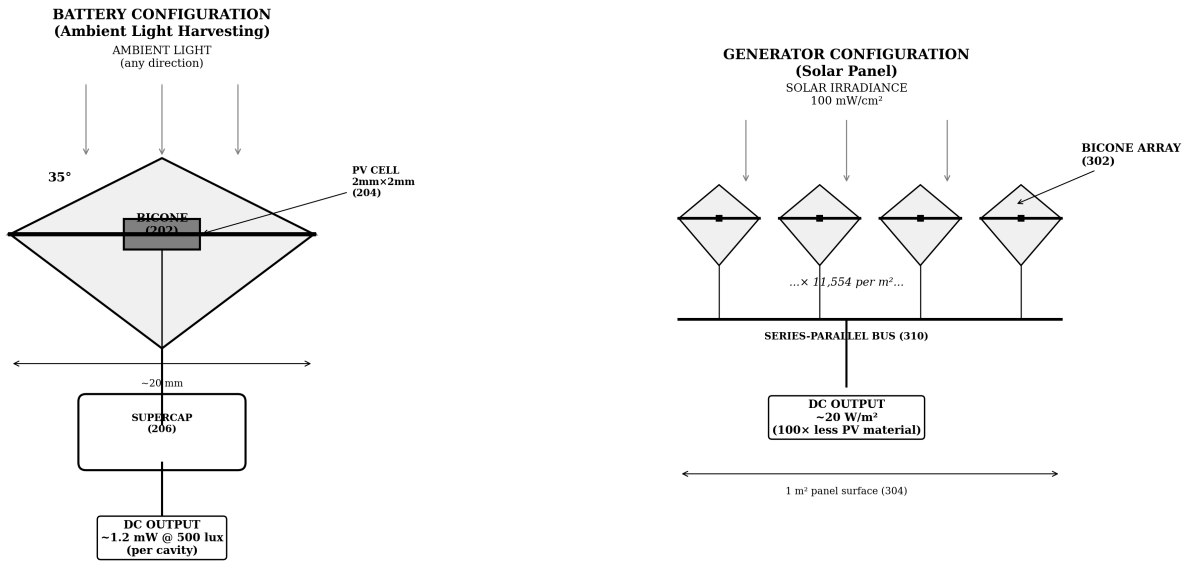 BATTERY CONFIGURATION
(Ambient Light Harvesting)
AMBIENT LIGHT
(any direction)
35°
PV CELL
2mm×2mm
(204)
BICONE
(202)
~20 mm
SUPERCAP
(206)
DC OUTPUT
~1.2 mW @ 500 lux
(per cavity)
GENERATOR CONFIGURATION
(Solar Panel)
SOLAR IRRADIANCE
100 mW/cm²
BICONE ARRAY
(302)
...× 11,554 per m²...
SERIES-PARALLEL BUS (310)
DC OUTPUT
~20 W/m²
(100× less PV material)
1 m² panel surface (304)